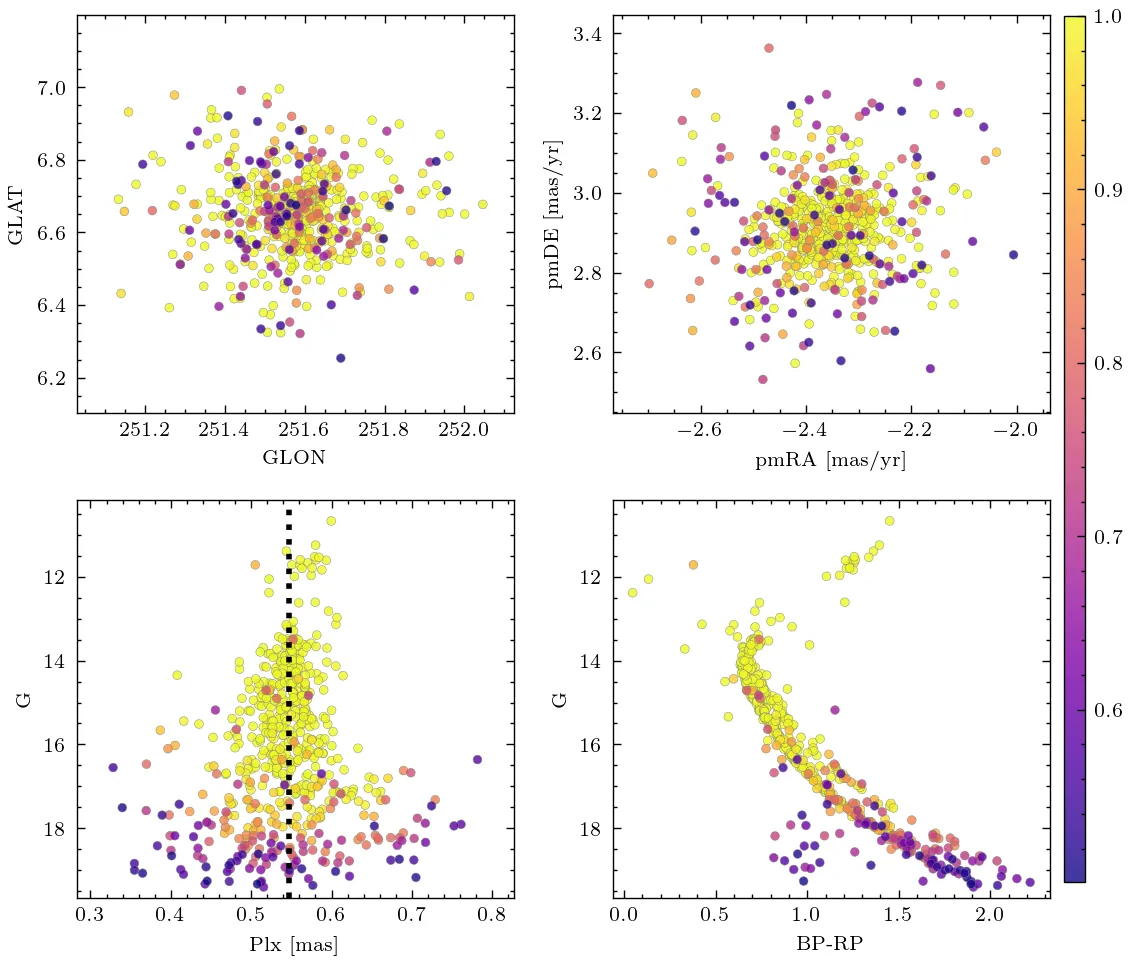 7.0
6.8
6.6
6.4
6.2
GLAT
251.2 251.4 251.6 251.8 252.0
GLON
3.4
3.2
3.0
2.8
2.6
pmDE [mas/yr]
−2.6 −2.4 −2.2 −2.0
pmRA [mas/yr]
1.0
0.9
0.8
0.7
0.6
12
14
16
18
G
0.3 0.4 0.5 0.6 0.7 0.8
Plx [mas]
12
14
16
18
G
0.0 0.5 1.0 1.5 2.0
BP-RP